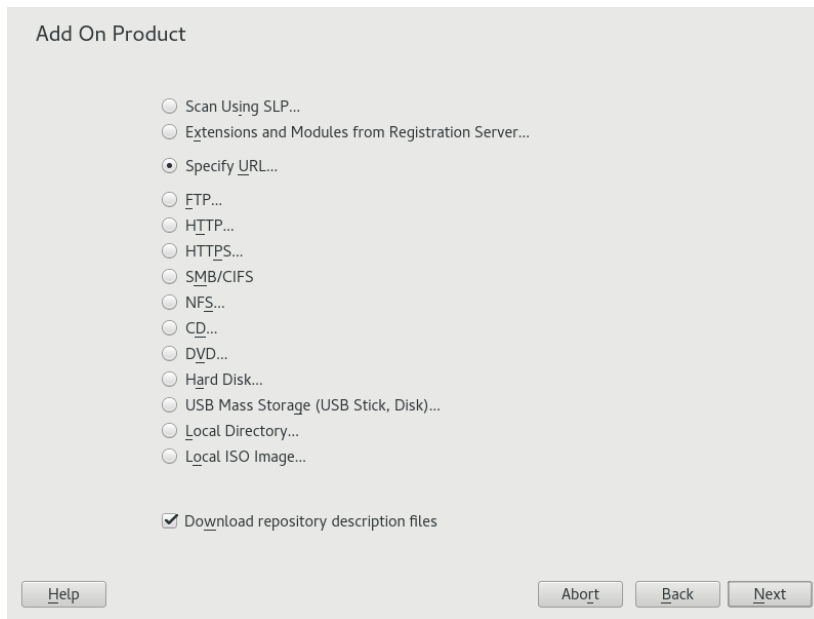 Add On Product
Scan Using SLP...
Extensions and Modules from Registration Server...
Specify URL...
FTP...
HTTP...
HTTPS...
SMB/CIFS
NFS...
CD...
DVD...
Hard Disk...
USB Mass Storage (USB Stick, Disk)...
Local Directory...
Local ISO Image...
Download repository description files
Help Abort Back Next